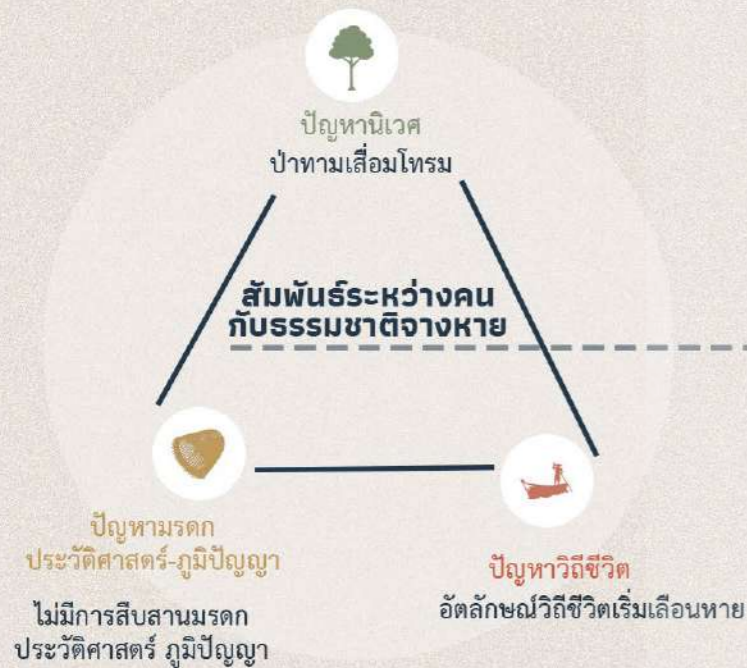 ปัญหานิเวศ
ป่าทามเสื่อมโทรม
สัมพันธ์ระหว่างคน
กับธรรมชาติจางหาย
ปัญหามรดก
ประวัติศาสตร์-ภูมิปัญญา
ไม่มีการสืบสานมรดก
ประวัติศาสตร์ ภูมิปัญญา
ปัญหาวิถีชีวิต
อัตลักษณ์วิถีชีวิตเริ่มเลือนหาย